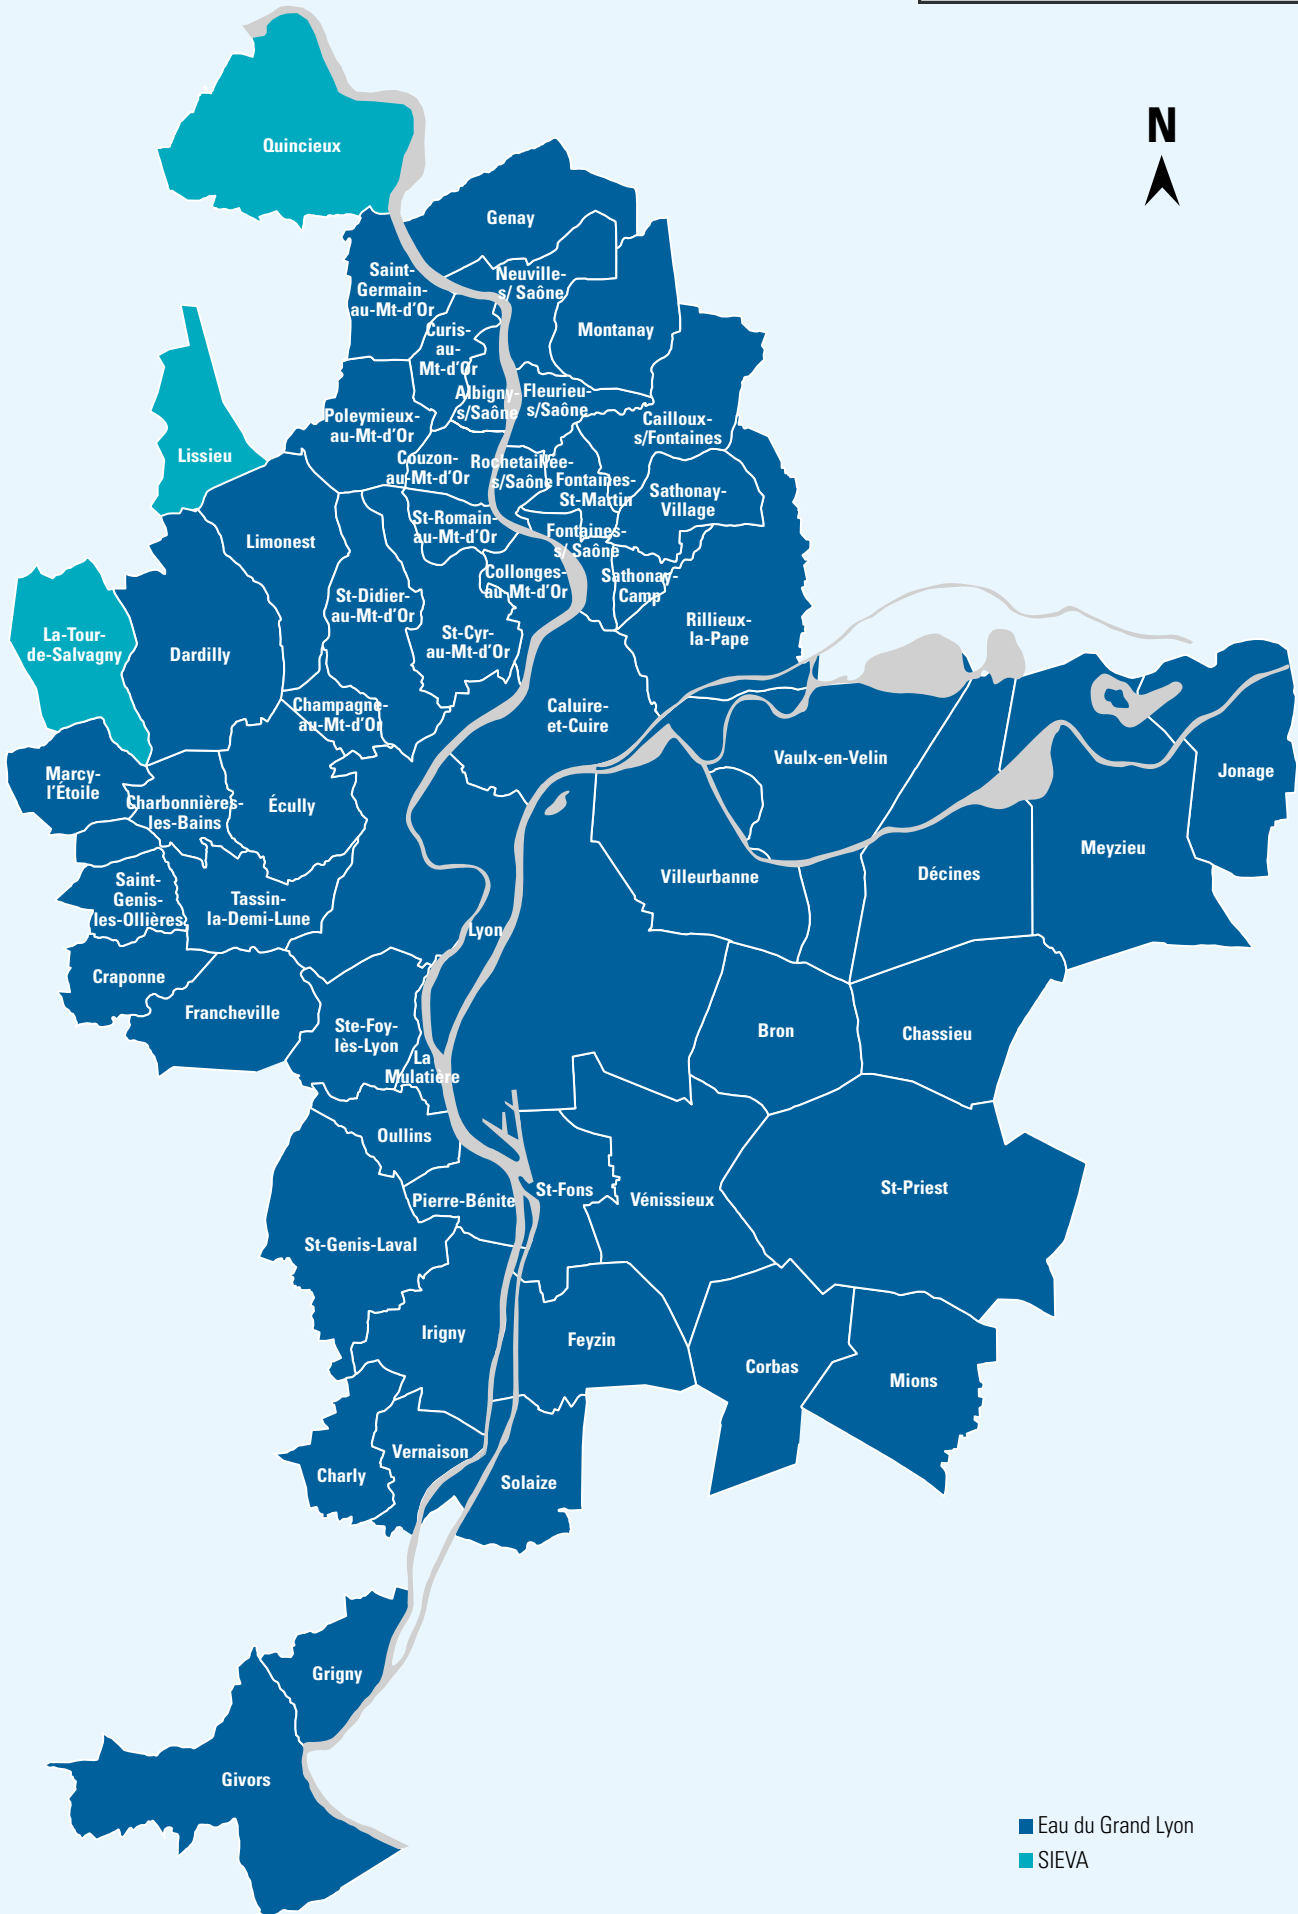 N
Quincieux
Genay
Saint-
Germain-
au-Mt-d'Or
Neuville-
s/ Saône
Montanay
Curis-
au-
Mt-d'Or
Albigny-
s/Saône
Fleurieu-
s/Saône
Poleymieux-
au-Mt-d'Or
Cailloux-
s/Fontaines
Lissieu
Couzon-
au-Mt-d'Or
Rochetaillée-
s/Saône
Fontaines-
St-Martin
Sathonay-
Village
St-Romain-
au-Mt-d'Or
Fontaines-
s/ Saône
Limonest
Collonges-
au-Mt-d'Or
Sathonay-
Camp
St-Didier-
au-Mt-d'Or
Rillieux-
la-Pape
La-Tour-
de-Salvagny
Dardilly
St-Cyr-
au-Mt-d'Or
Champagne-
au-Mt-d'Or
Caluire-
et-Cuire
Vaulx-en-Velin
Jonage
Marcy-
l'Étoile
Charbonnières-
les-Bains
Écully
Meyzieu
Villeurbanne
Décines
Saint-
Genis-
les-Ollières
Tassin-
la-Demi-Lune
Lyon
Craponne
Francheville
Ste-Foy-
lès-Lyon
La
Mulatière
Bron
Chassieu
Oullins
Pierre-Bénite
St-Fons
Vénissieux
St-Priest
St-Genis-Laval
Irigny
Feyzin
Corbas
Mions
Vernaison
Charly
Solaize
Grigny
Givors
Eau du Grand Lyon
SIEVA